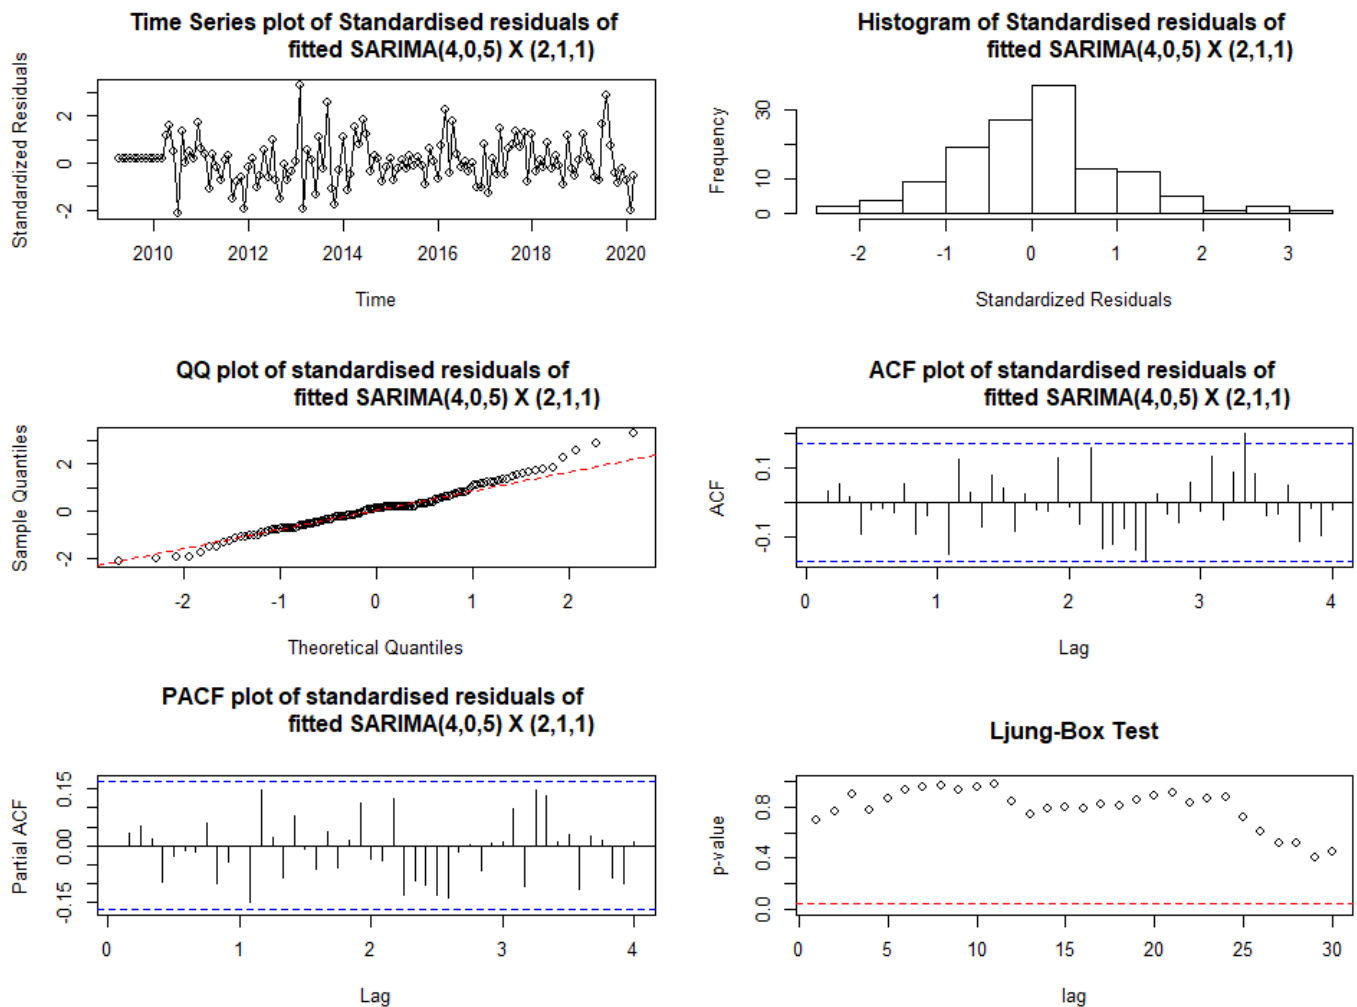 Time Series plot of Standardised residuals of
fitted SARIMA(4,0,5) X (2,1,1)
Standardized Residuals
2
0
-2
2010 2012 2014 2016 2018 2020
Time
Histogram of Standardised residuals of
fitted SARIMA(4,0,5) X (2,1,1)
Frequency
30
10
0
-2 -1 0 1 2 3
Standardized Residuals
QQ plot of standardised residuals of
fitted SARIMA(4,0,5) X (2,1,1)
Sample Quantiles
2
0
-2
-2 -1 0 1 2
Theoretical Quantiles
ACF plot of standardised residuals of
fitted SARIMA(4,0,5) X (2,1,1)
ACF
0.1
-0.1
0 1 2 3 4
Lag
PACF plot of standardised residuals of
fitted SARIMA(4,0,5) X (2,1,1)
Partial ACF
0.15
0.00
-0.15
0 1 2 3 4
Lag
Ljung-Box Test
p-value
0.8
0.4
0.0
0 5 10 15 20 25 30
lag